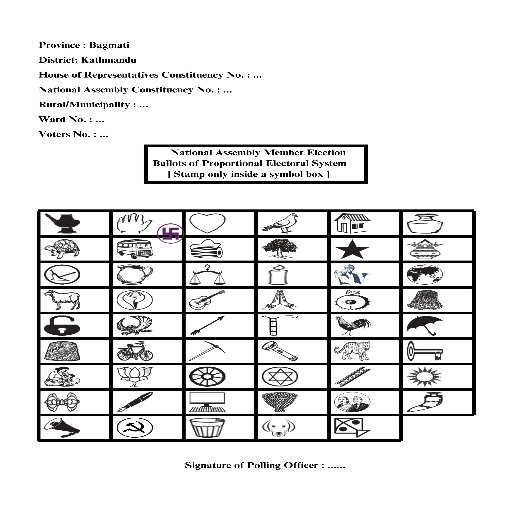 Province : Bagmati
District: Kathmandu
House of Representatives Constituency No. : ...
National Assembly Constituency No. : ...
Rural/Municipality : ...
Ward No. : ...
Voters No. : ...
National Assembly Member Election
Ballots of Proportional Electoral System
[ Stamp only inside a symbol box ]
Signature of Polling Officer : ......